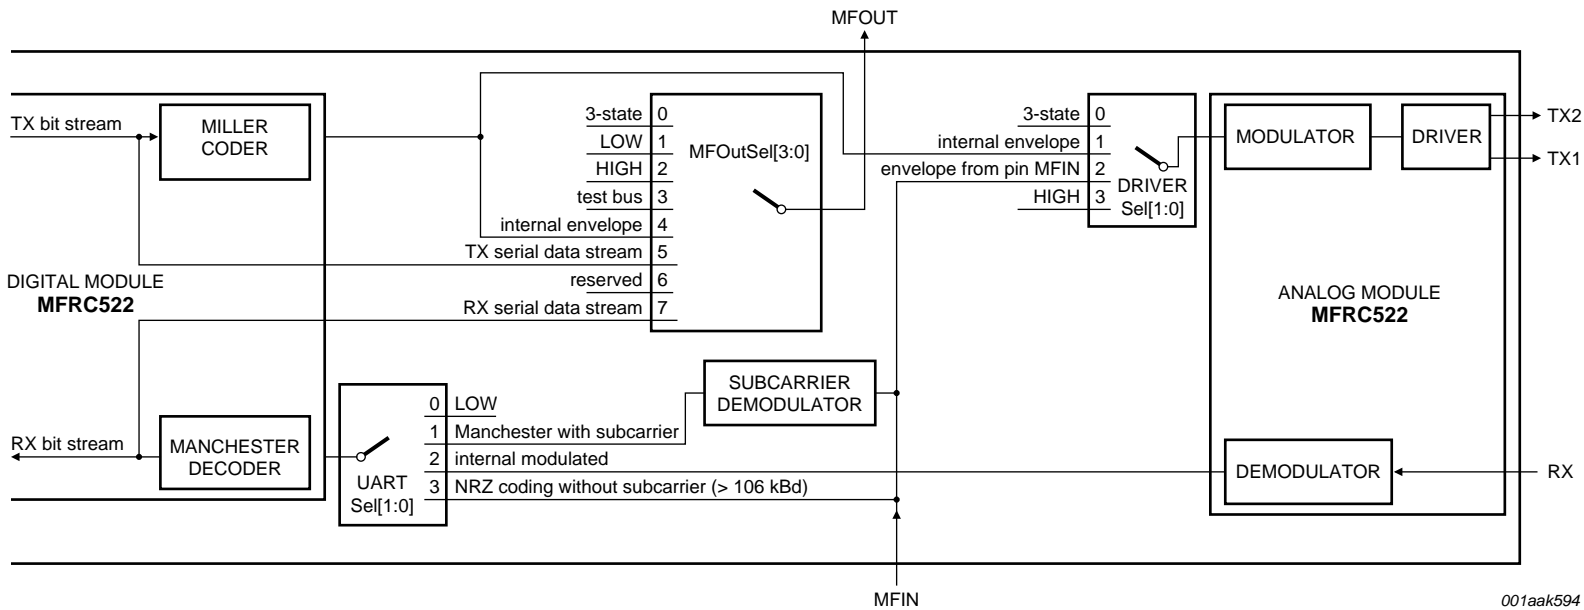 MFOUT
TX bit stream
MILLER
CODER
3-state 0
LOW 1
HIGH 2
test bus 3
internal envelope 4
TX serial data stream 5
reserved 6
RX serial data stream 7
MFOutSel[3:0]
3-state 0
internal envelope 1
envelope from pin MFIN 2
HIGH 3
DRIVER
Sel[1:0]
MODULATOR
DRIVER
TX2
TX1
DIGITAL MODULE
MFRC522
ANALOG MODULE
MFRC522
SUBCARRIER
DEMODULATOR
RX bit stream
MANCHESTER
DECODER
UART
Sel[1:0]
0 LOW
1 Manchester with subcarrier
2 internal modulated
3 NRZ coding without subcarrier (> 106 kBd)
DEMODULATOR
RX
MFIN
001aak594